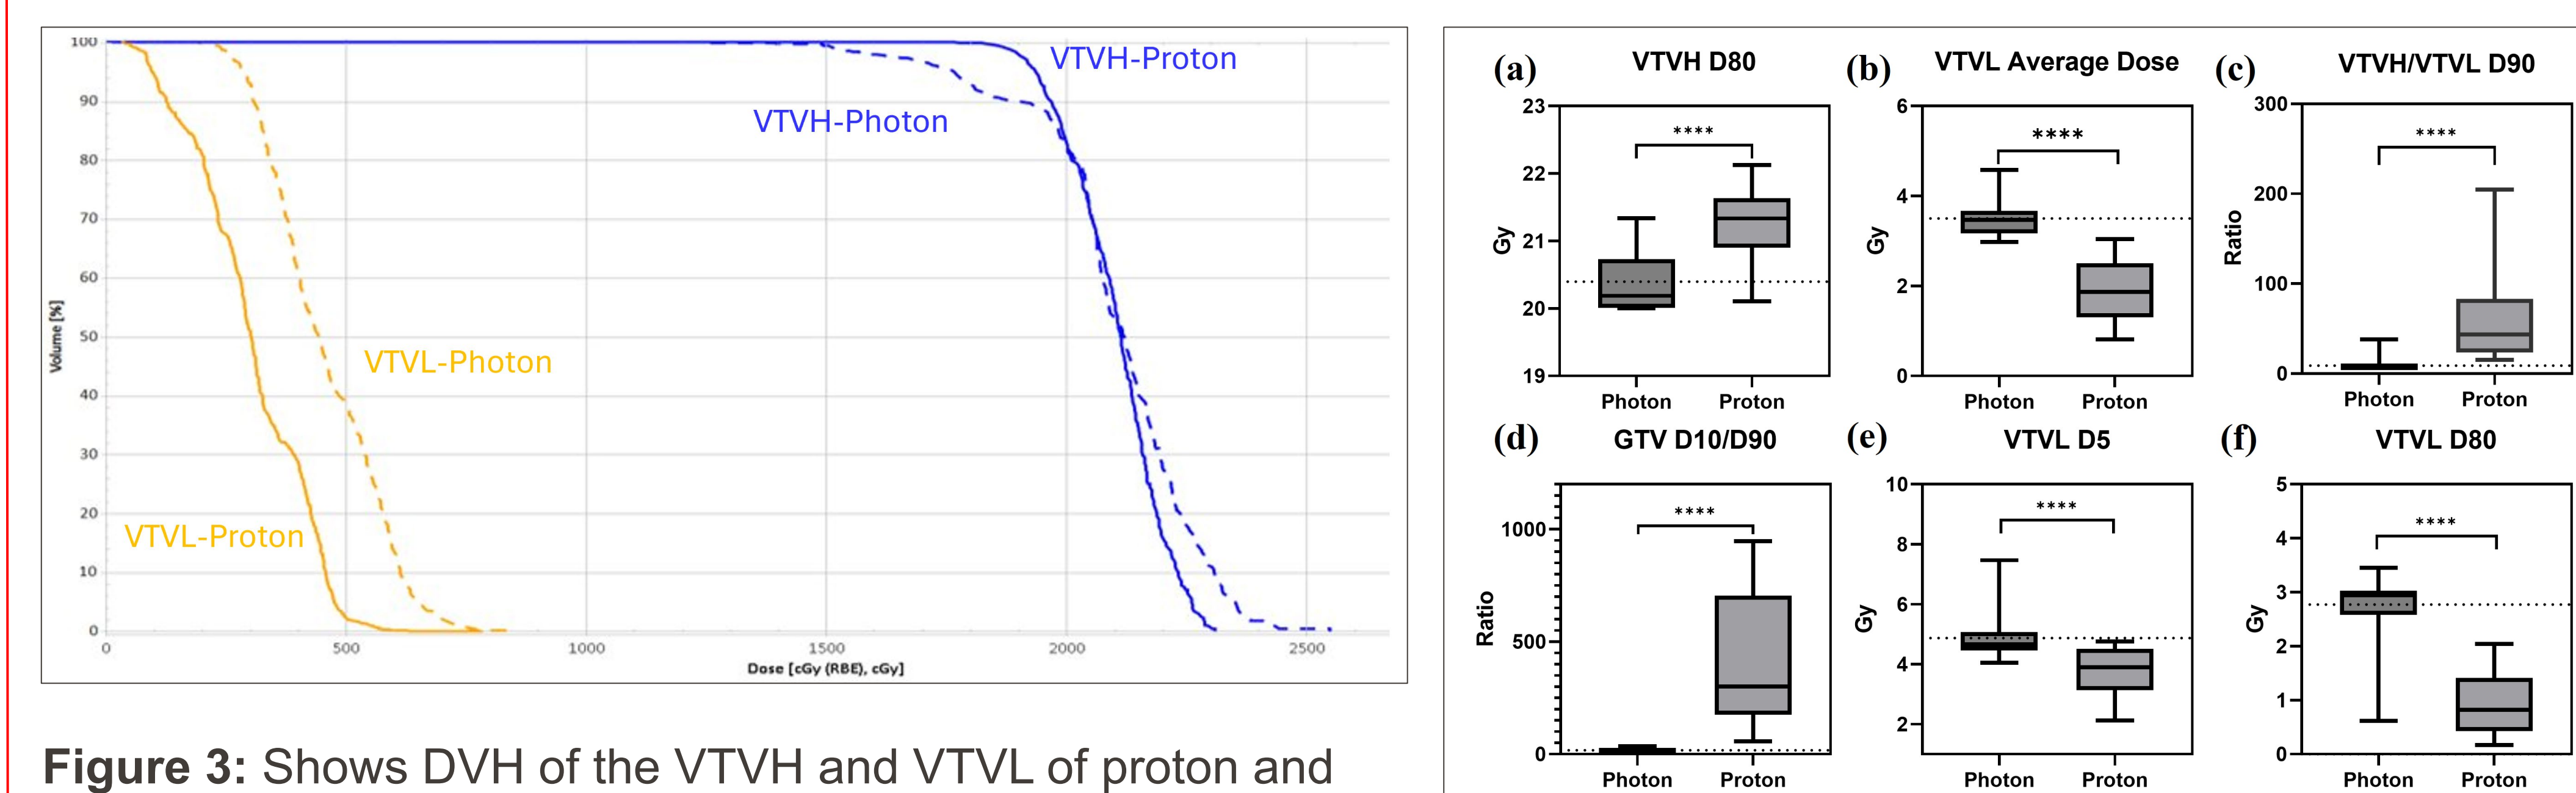 100
90
80
70
60
50
40
30
20
10
0
Volume [%]
0 500 1000 1500 2000 2500
Dose [cGy (RBE), cGy]
VTVH-Proton
VTVH-Photon
VTVL-Photon
VTVL-Proton
Figure 3: Shows DVH of the VTVH and VTVL of proton and
(a) VTVH D80
23
22
21
20
19
Gy
****
Photon Proton
(b) VTVL Average Dose
6
4
2
0
Gy
****
Photon Proton
(c) VTVH/VTVL D90
300
200
100
0
Ratio
****
Photon Proton
(d) GTV D10/D90
1000
500
0
Ratio
****
Photon Proton
(e) VTVL D5
10
8
6
4
2
Gy
****
Photon Proton
(f) VTVL D80
5
4
3
2
1
0
Gy
****
Photon Proton